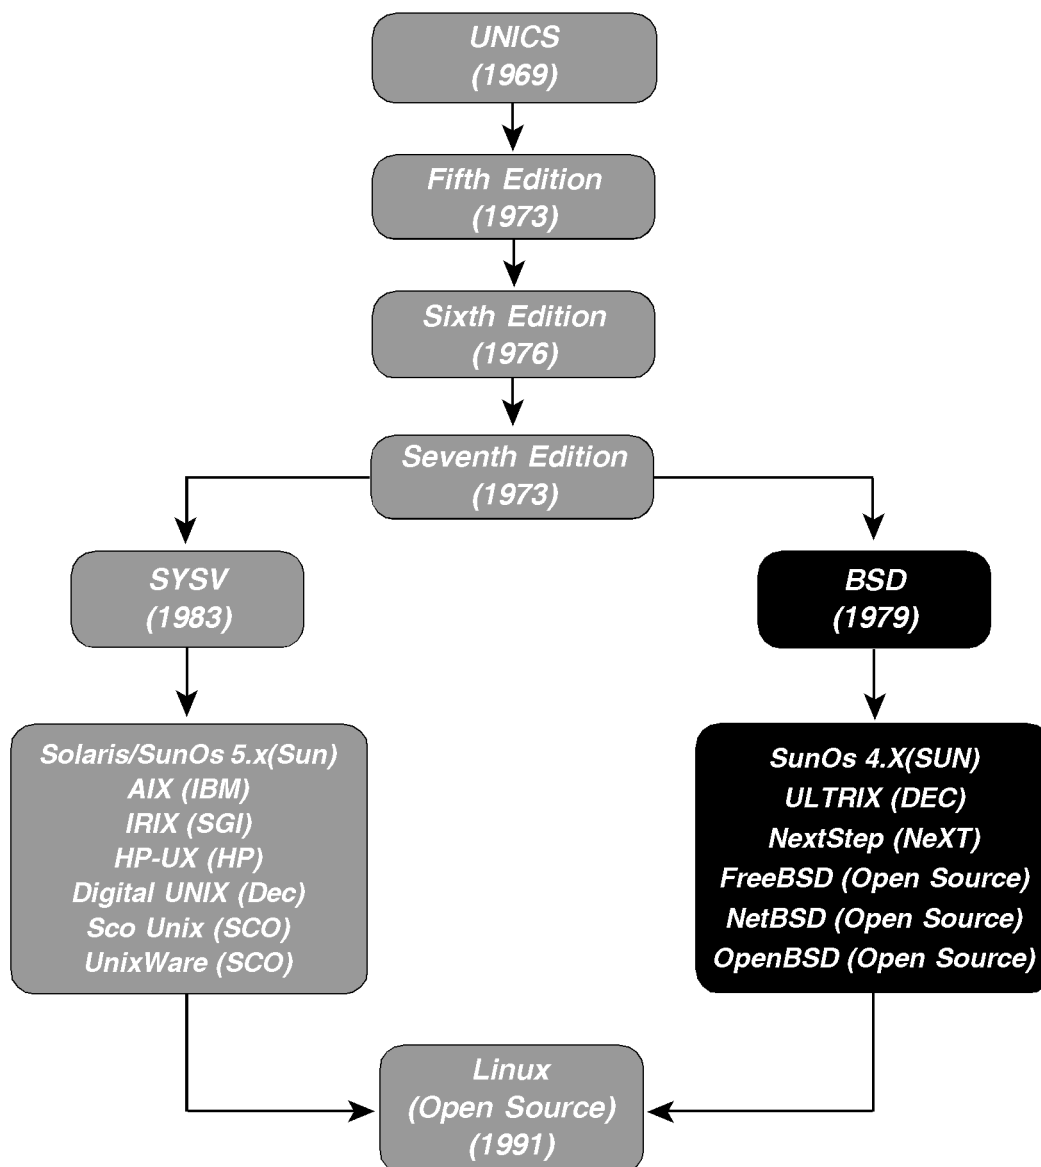 UNICS
(1969)
Fifth Edition
(1973)
Sixth Edition
(1976)
Seventh Edition
(1973)
SYSV
(1983)
BSD
(1979)
Solaris/SunOs 5.x(Sun)
AIX (IBM)
IRIX (SGI)
HP-UX (HP)
Digital UNIX (Dec)
Sco Unix (SCO)
UnixWare (SCO)
SunOs 4.X(SUN)
ULTRIX (DEC)
NextStep (NeXT)
FreeBSD (Open Source)
NetBSD (Open Source)
OpenBSD (Open Source)
Linux
(Open Source)
(1991)